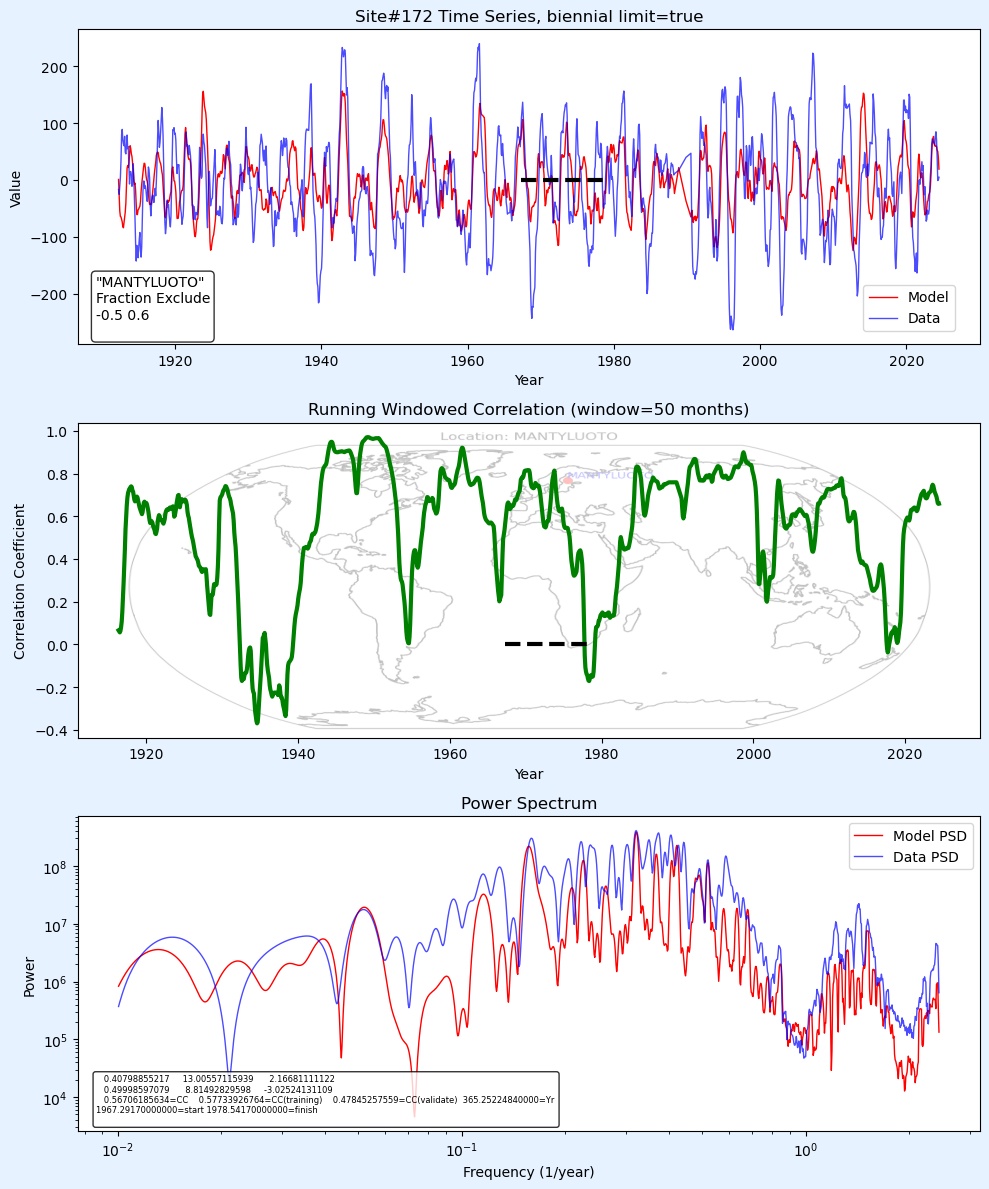 Site#172 Time Series, biennial limit=true
200
100
0
−100
−200
Value
"MANTYLUOTO"
Fraction Exclude
-0.5 0.6
Model
Data
1920 1940 1960 1980 2000 2020
Year
Running Windowed Correlation (window=50 months)
Location: MANTYLUOTO
MANTYLUOTO
1.0
0.8
0.6
0.4
0.2
0.0
−0.2
−0.4
Correlation Coefficient
1920 1940 1960 1980 2000 2020
Year
Power Spectrum
Model PSD
Data PSD
10^8
10^7
10^6
10^5
10^4
Power
0.40798855217 13.00557115939 2.16681111122
0.49998597079 8.81492829598 -3.02524131109
0.56706185634=CC 0.57733926764=CC(training) 0.47845257559=CC(validate) 365.25224840000=Yr
1967.29170000000=start 1978.54170000000=finish
10^−2 10^−1 10^0
Frequency (1/year)